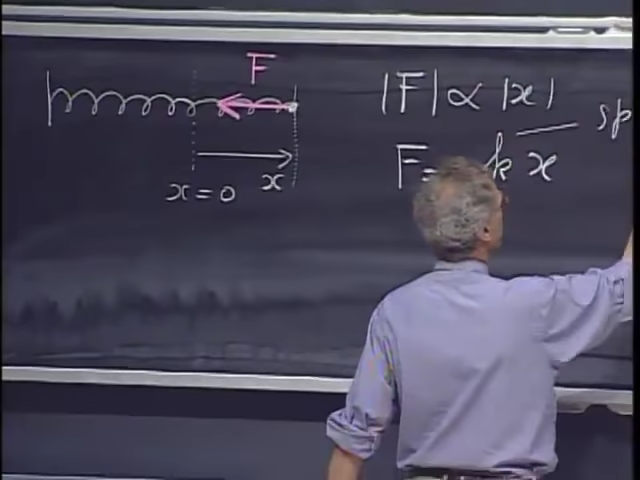 F
|F| ∝ |x|
sp
F = k x
x
x = 0